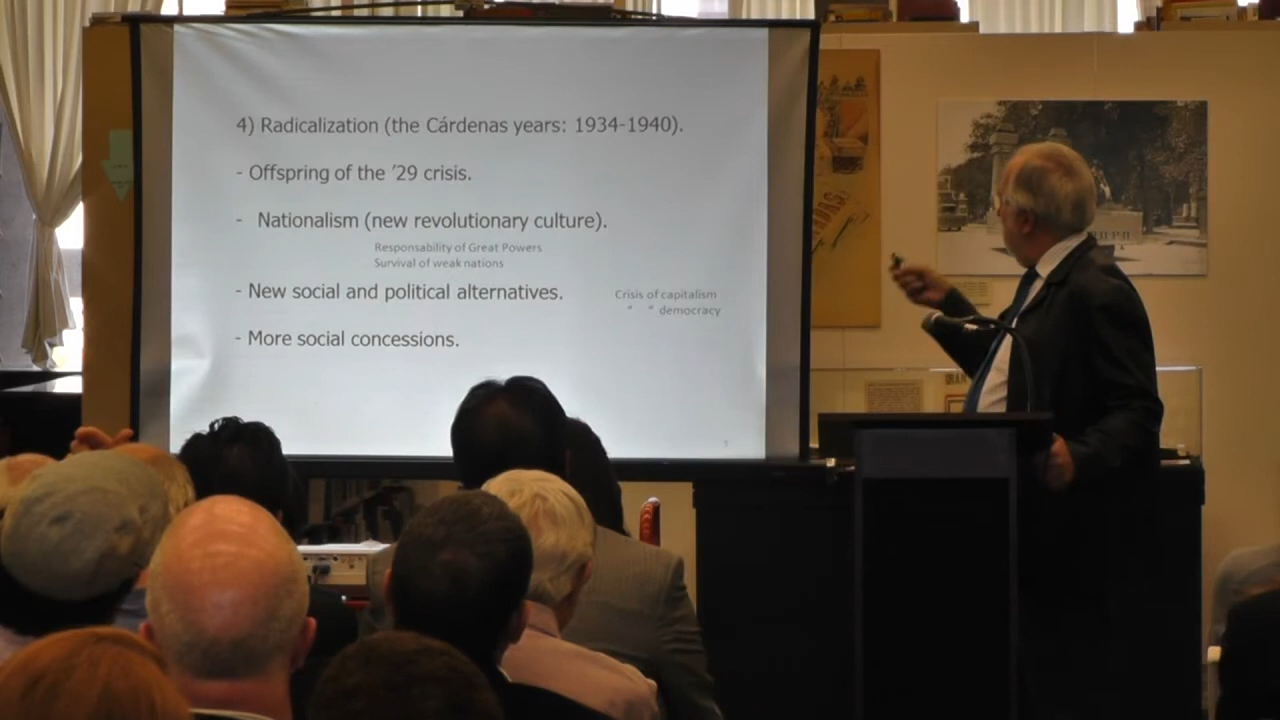 4) Radicalization (the Cárdenas years: 1934-1940).
- Offspring of the '29 crisis.
- Nationalism (new revolutionary culture).
Responsability of Great Powers
Survival of weak nations
- New social and political alternatives.
Crisis of capitalism
“ “ democracy
- More social concessions.